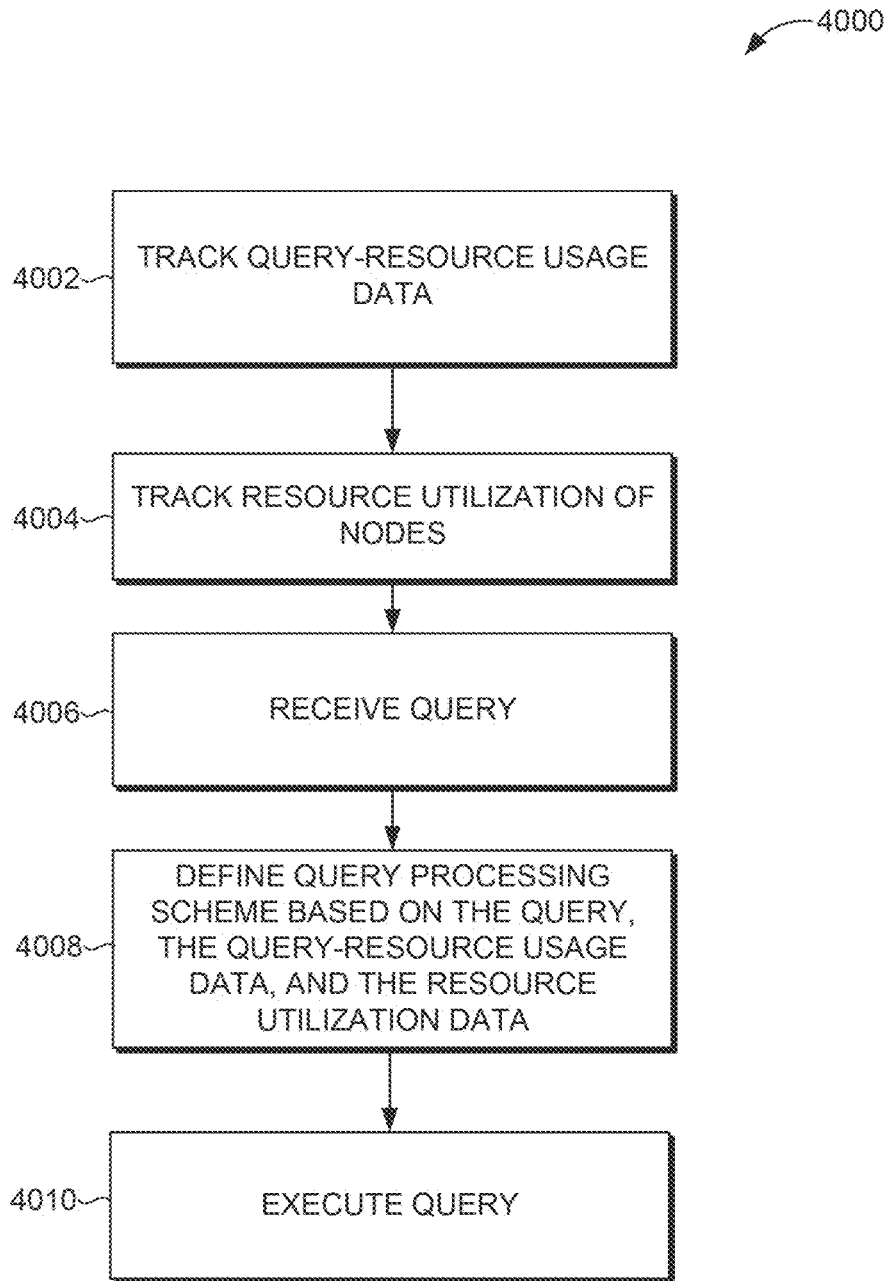 4000
4002
TRACK QUERY-RESOURCE USAGE
DATA
4004
TRACK RESOURCE UTILIZATION OF
NODES
4006
RECEIVE QUERY
4008
DEFINE QUERY PROCESSING
SCHEME BASED ON THE QUERY,
THE QUERY-RESOURCE USAGE
DATA, AND THE RESOURCE
UTILIZATION DATA
4010
EXECUTE QUERY